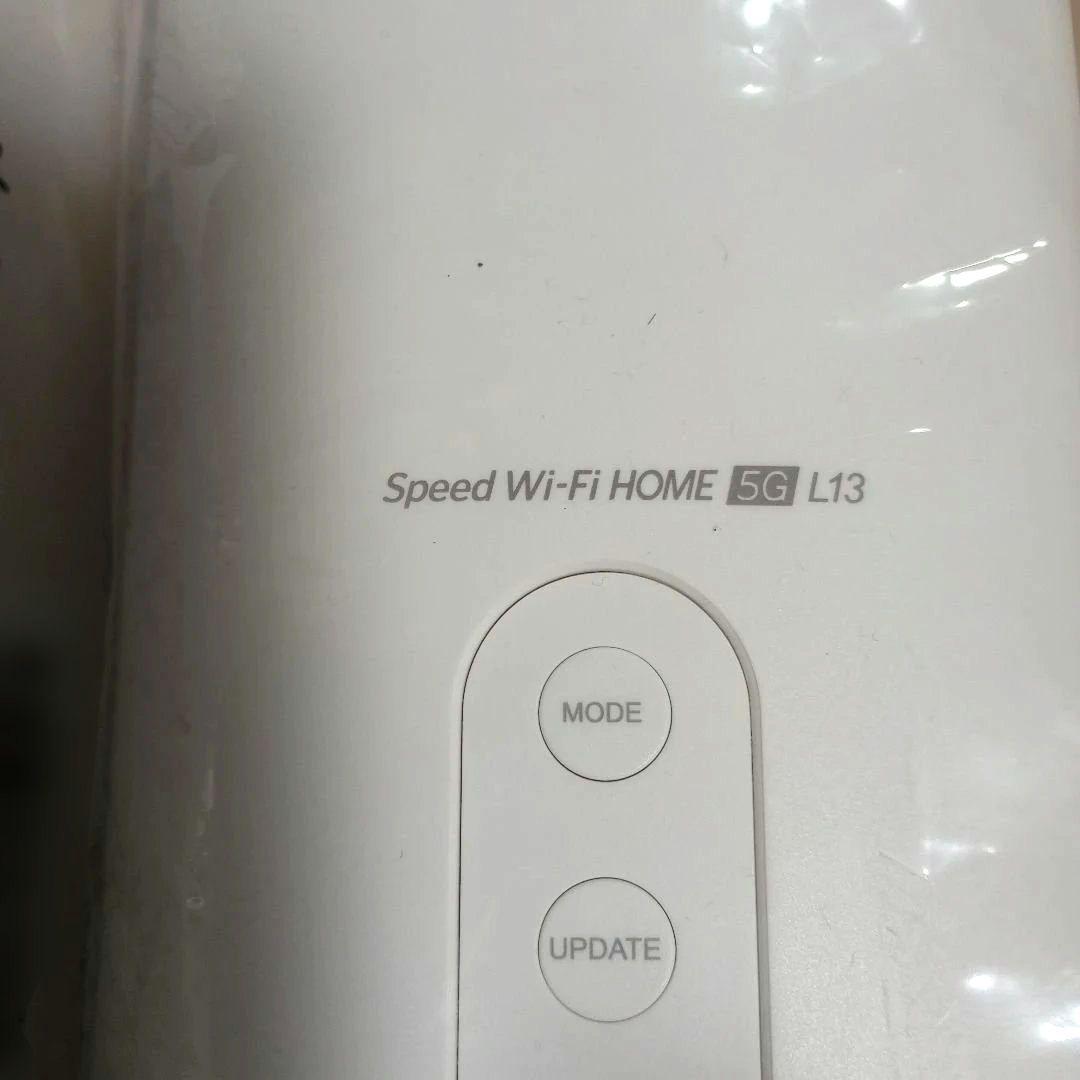 Speed Wi-Fi HOME 5G L13
MODE
UPDATE